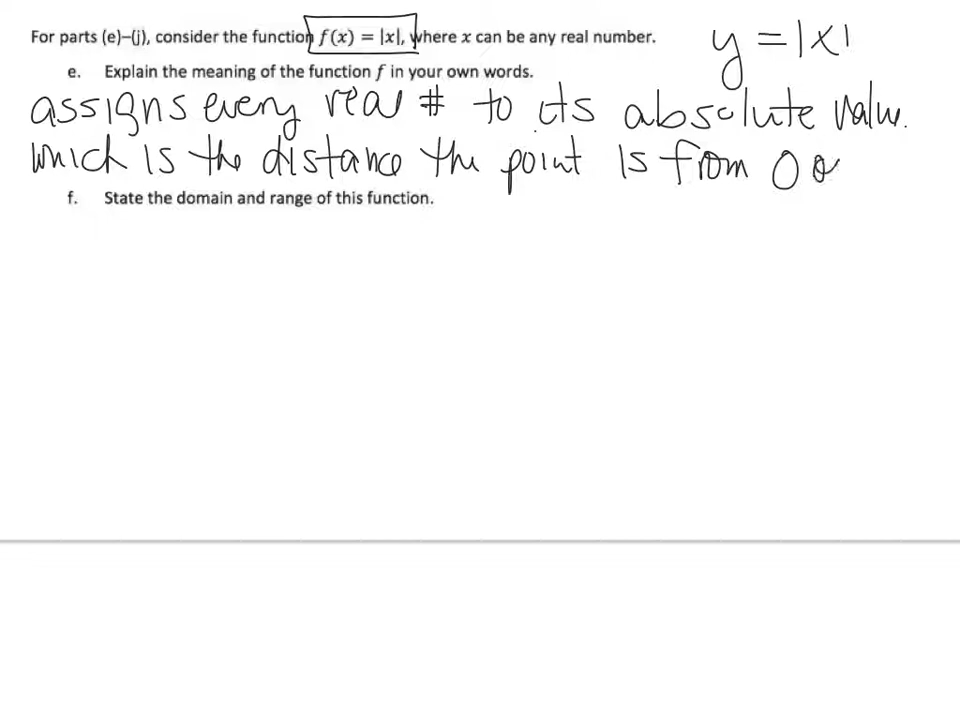 For parts (e)–(j), consider the function f(x) = |x|, where x can be any real number.
y = |x|
e. Explain the meaning of the function f in your own words.
assigns every real # to its absolute value.
which is the distance the point is from 0 o
f. State the domain and range of this function.